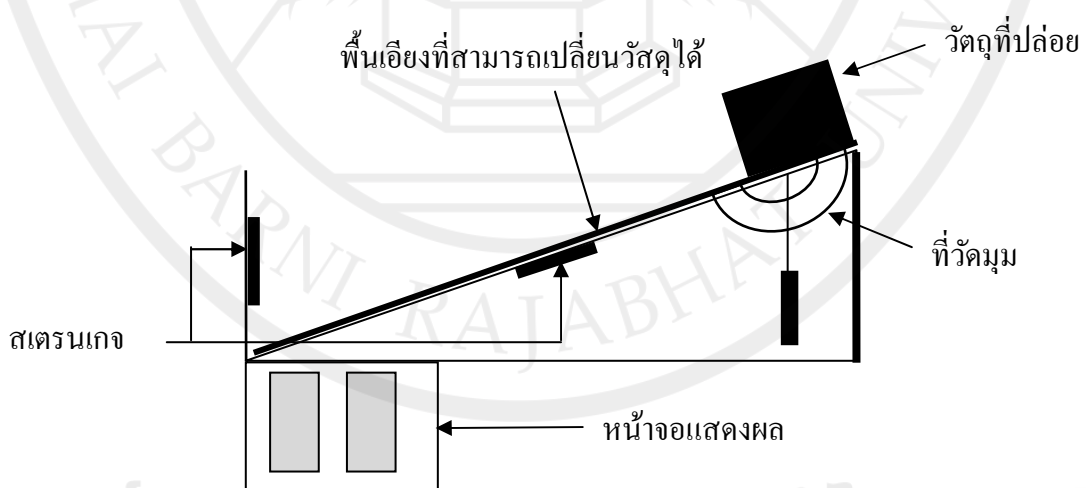 วัตถุที่ปล่อย
พื้นเอียงที่สามารถเปลี่ยนวัสดุได้
ที่วัดมุม
สเตรนเกจ
หน้าจอแสดงผล
BARNI RAJABHAT